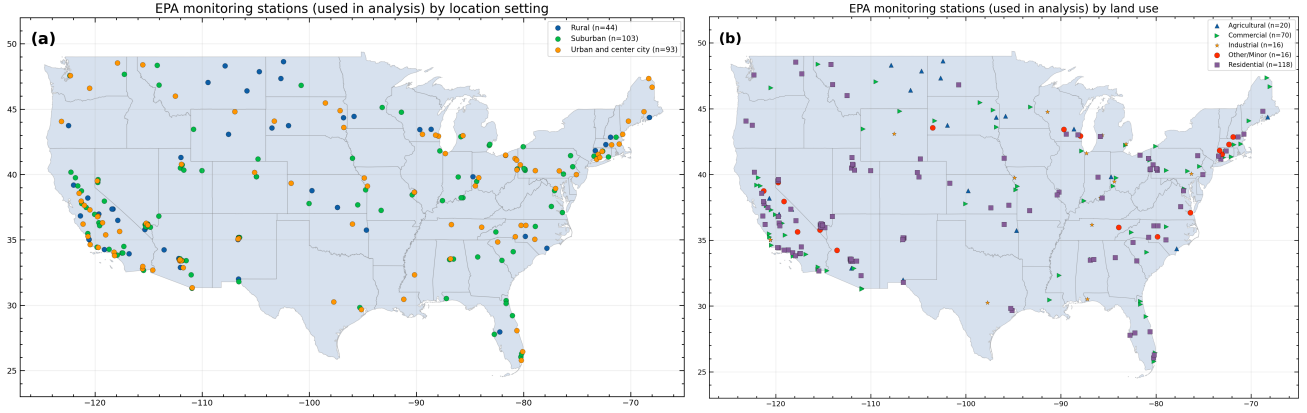 EPA monitoring stations (used in analysis) by location setting
(a)
Rural (n=44)
Suburban (n=103)
Urban and center city (n=93)
50
45
40
35
30
25
−120
−110
−100
−90
−80
−70
EPA monitoring stations (used in analysis) by land use
(b)
Agricultural (n=20)
Commercial (n=70)
Industrial (n=16)
Other/Minor (n=16)
Residential (n=118)
50
45
40
35
30
25
−120
−110
−100
−90
−80
−70